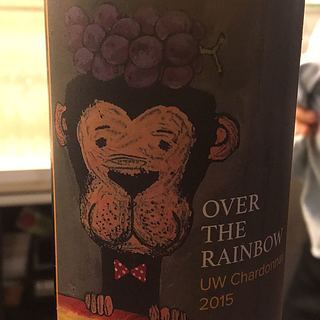 OVER
THE
RAINBOW
UW Chardonnay
2015